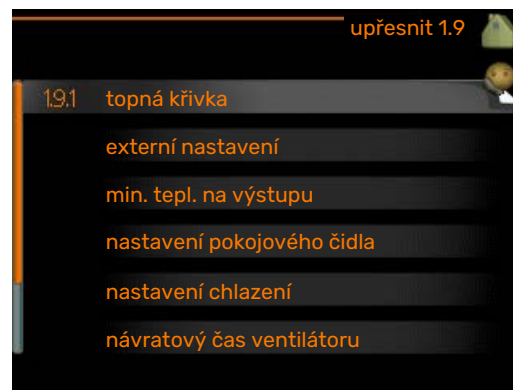 upřesnit 1.9
1.9.1 topná křivka
externí nastavení
min. tepl. na výstupu
nastavení pokojového čidla
nastavení chlazení
návratový čas ventilátoru